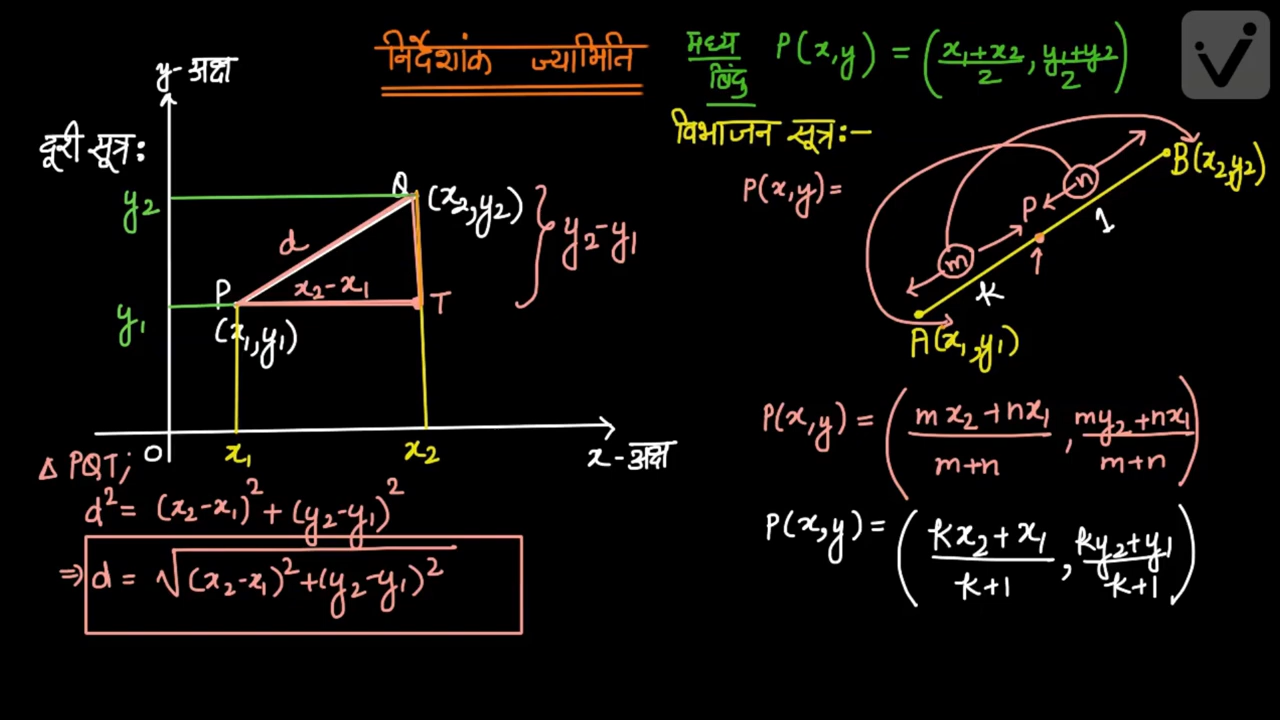 निर्देशांक ज्यामिति
y-अक्ष
दूरी सूत्र:
y₂
y₁
Q
(x₂,y₂)
d
x₂-x₁
y₂-y₁
P
(x₁,y₁)
T
O
x₁
x₂
x-अक्ष
△ PQT;
d² = (x₂-x₁)² + (y₂-y₁)²
⇒ d = √(x₂-x₁)²+(y₂-y₁)²
मध्य बिंदु P(x,y) = (x₁+x₂/2, y₁+y₂/2)
विभाजन सूत्र:-
P(x,y)=
B(x₂,y₂)
n
P
1
m
k
A(x₁,y₁)
P(x,y) = (mx₂+nx₁/m+n, my₂+nx₁/m+n)
P(x,y) = (kx₂+x₁/k+1, ky₂+y₁/k+1)